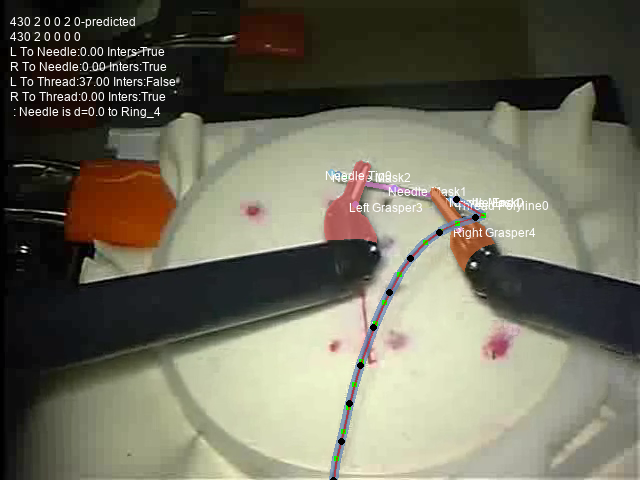 430 2 0 0 2 0-predicted
430 2 0 0 0 0
L To Needle:0.00 Inters:True
R To Needle:0.00 Inters:True
L To Thread:37.00 Inters:False
R To Thread:0.00 Inters:True
: Needle is d=0.0 to Ring_4
Needle Mask1
Left Grasper3
Right Grasper4